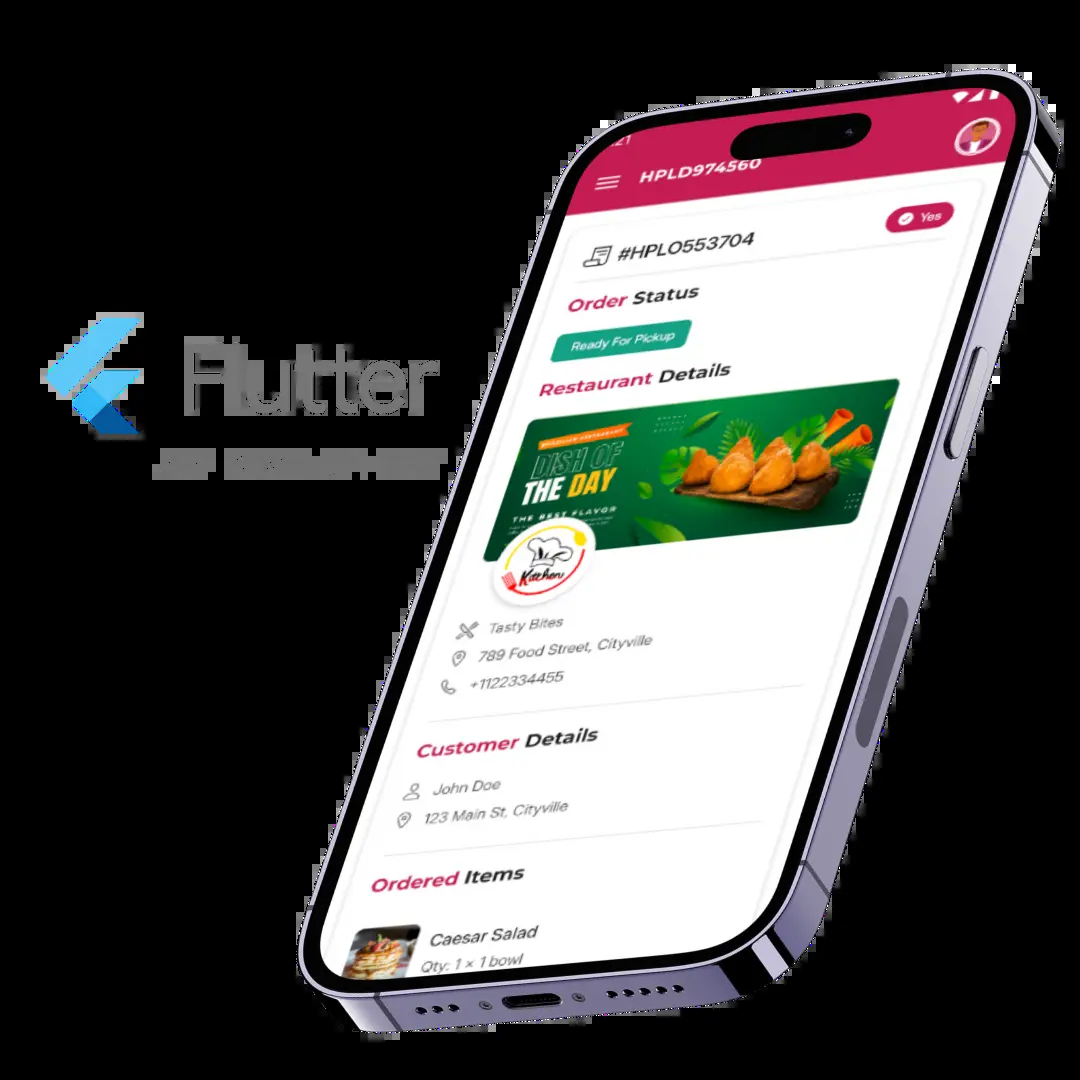 Flutter
HPLD973560
Yes
#HPLO553704
Order Status
Ready For Pickup
Restaurant Details
DISH OF
THE DAY
THE BEST FLAVOR
Kitchen
Tasty Bites
789 Food Street, Cityville
+1122334455
Customer Details
John Doe
123 Main St, Cityville
Ordered Items
Caesar Salad
Qty: 1 × 1 bowl